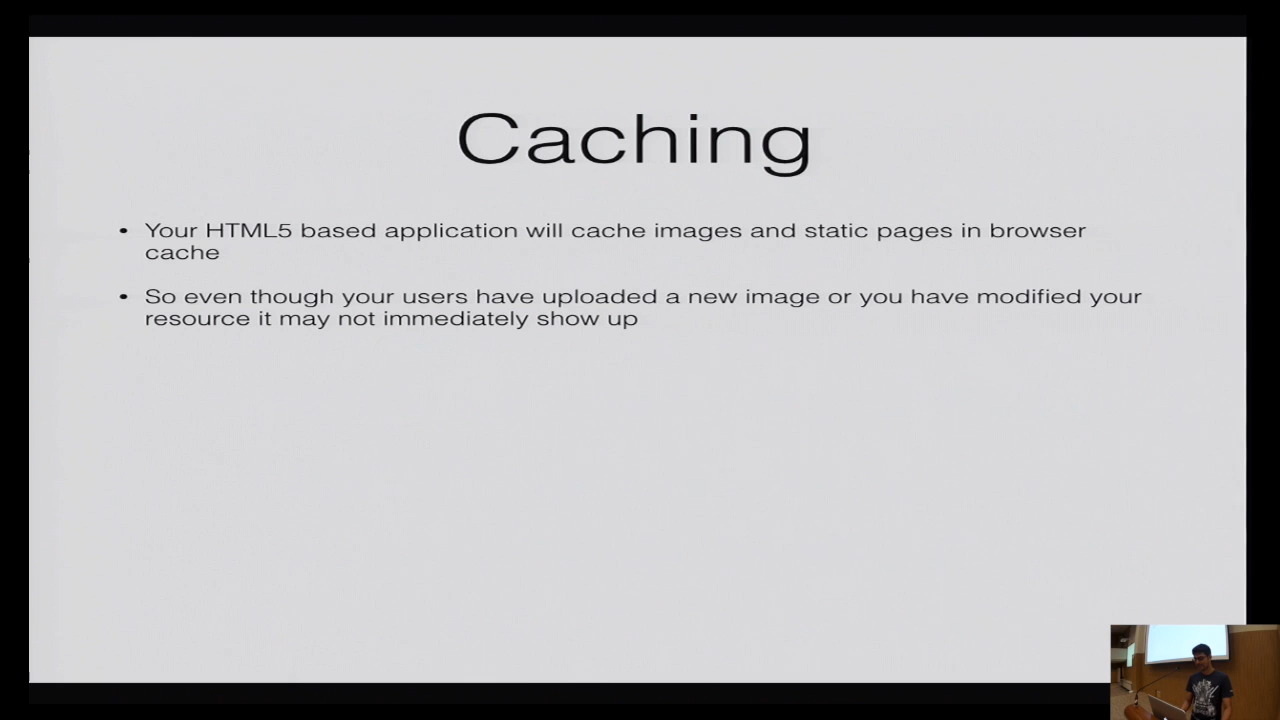 Caching
• Your HTML5 based application will cache images and static pages in browser
cache
• So even though your users have uploaded a new image or you have modified your
resource it may not immediately show up